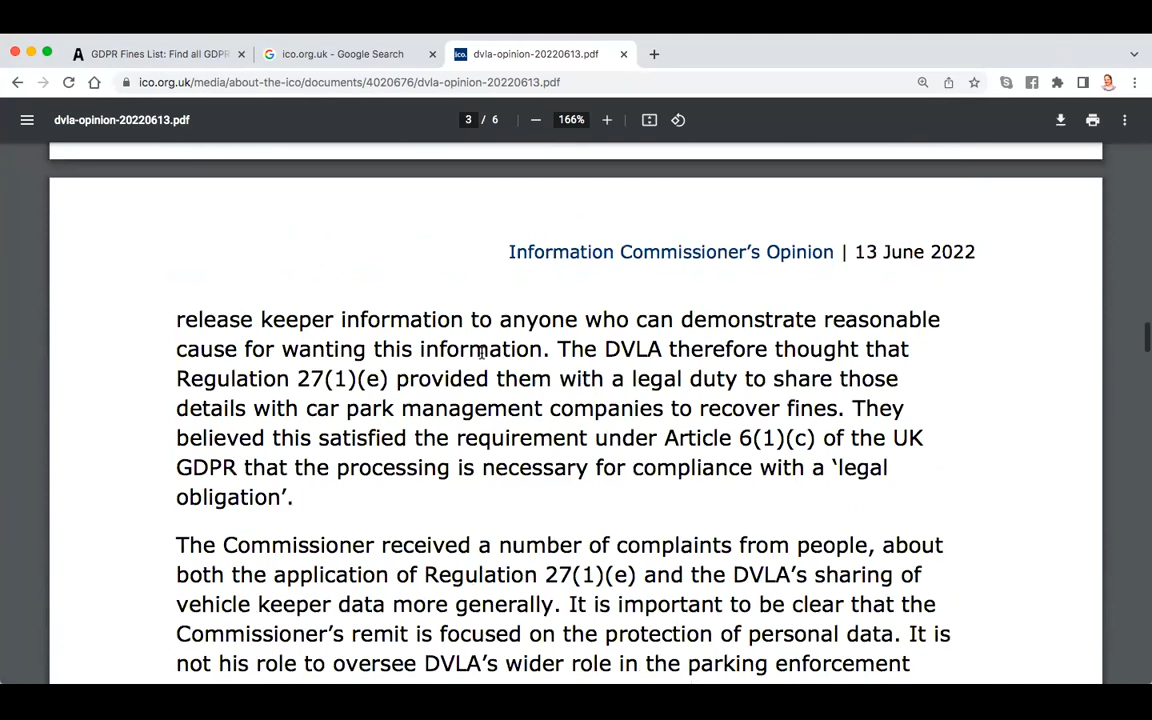 GDPR Fines List: Find all GDPR
ico.org.uk - Google Search
ico.
dvla-opinion-20220613.pdf
ico.org.uk/media/about-the-ico/documents/4020676/dvla-opinion-20220613.pdf
dvla-opinion-20220613.pdf
3 / 6
166%
Information Commissioner's Opinion | 13 June 2022
release keeper information to anyone who can demonstrate reasonable
cause for wanting this information. The DVLA therefore thought that
Regulation 27(1)(e) provided them with a legal duty to share those
details with car park management companies to recover fines. They
believed this satisfied the requirement under Article 6(1)(c) of the UK
GDPR that the processing is necessary for compliance with a ‘legal
obligation’.
The Commissioner received a number of complaints from people, about
both the application of Regulation 27(1)(e) and the DVLA’s sharing of
vehicle keeper data more generally. It is important to be clear that the
Commissioner’s remit is focused on the protection of personal data. It is
not his role to oversee DVLA’s wider role in the parking enforcement